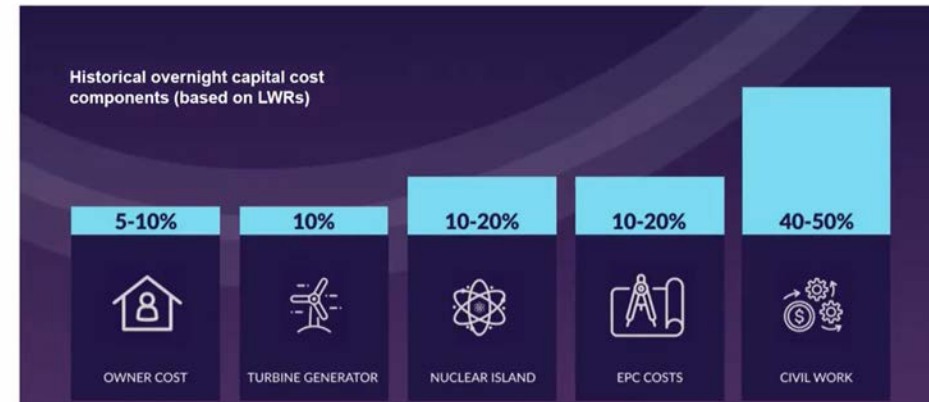 Historical overnight capital cost
components (based on LWRs)
5-10%
10%
10-20%
10-20%
40-50%
OWNER COST
TURBINE GENERATOR
NUCLEAR ISLAND
EPC COSTS
CIVIL WORK